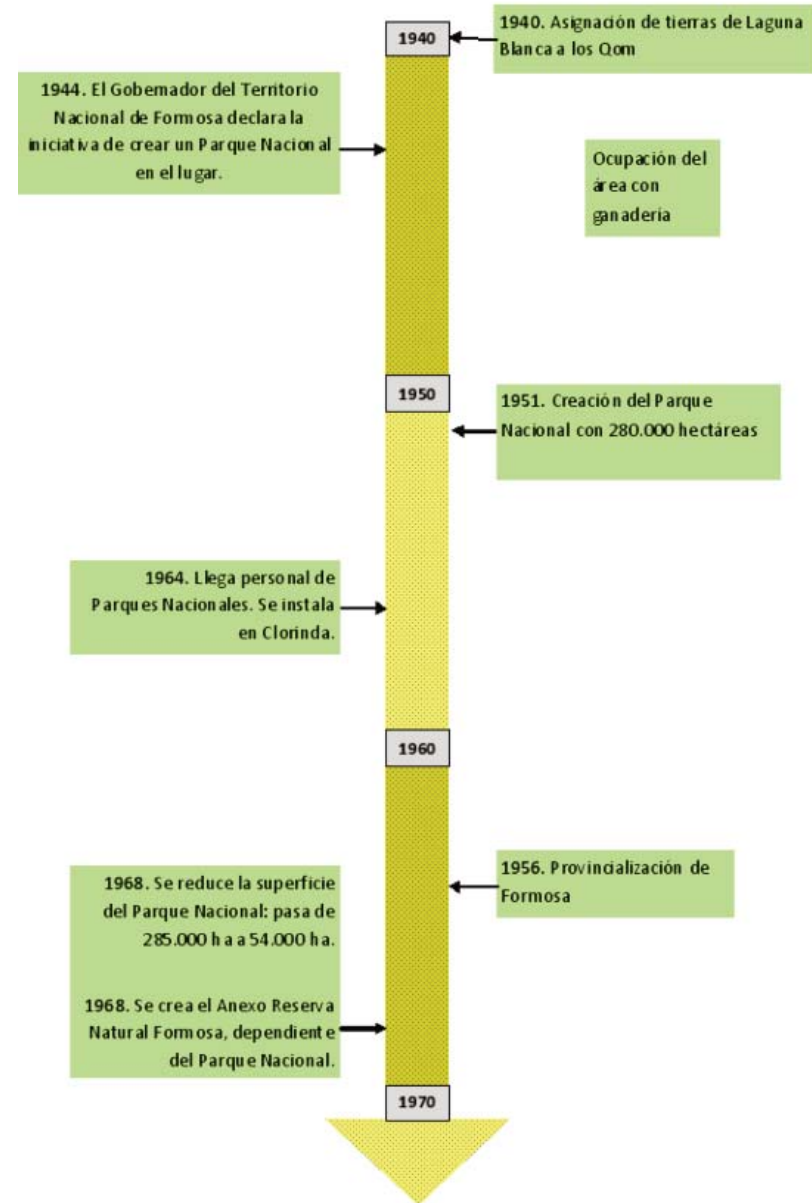 1940
1940. Asignación de tierras de Laguna
Blanca a los Qom
1944. El Gobernador del Territorio
Nacional de Formosa declara la
iniciativa de crear un Parque Nacional
en el lugar.
Ocupación del
área con
ganadería
1950
1951. Creación del Parque
Nacional con 280.000 hectáreas
1964. Llega personal de
Parques Nacionales. Se instala
en Clorinda.
1960
1956. Provincialización de
Formosa
1968. Se reduce la superficie
del Parque Nacional: pasa de
285.000 ha a 54.000 ha.
1968. Se crea el Anexo Reserva
Natural Formosa, dependiente
del Parque Nacional.
1970